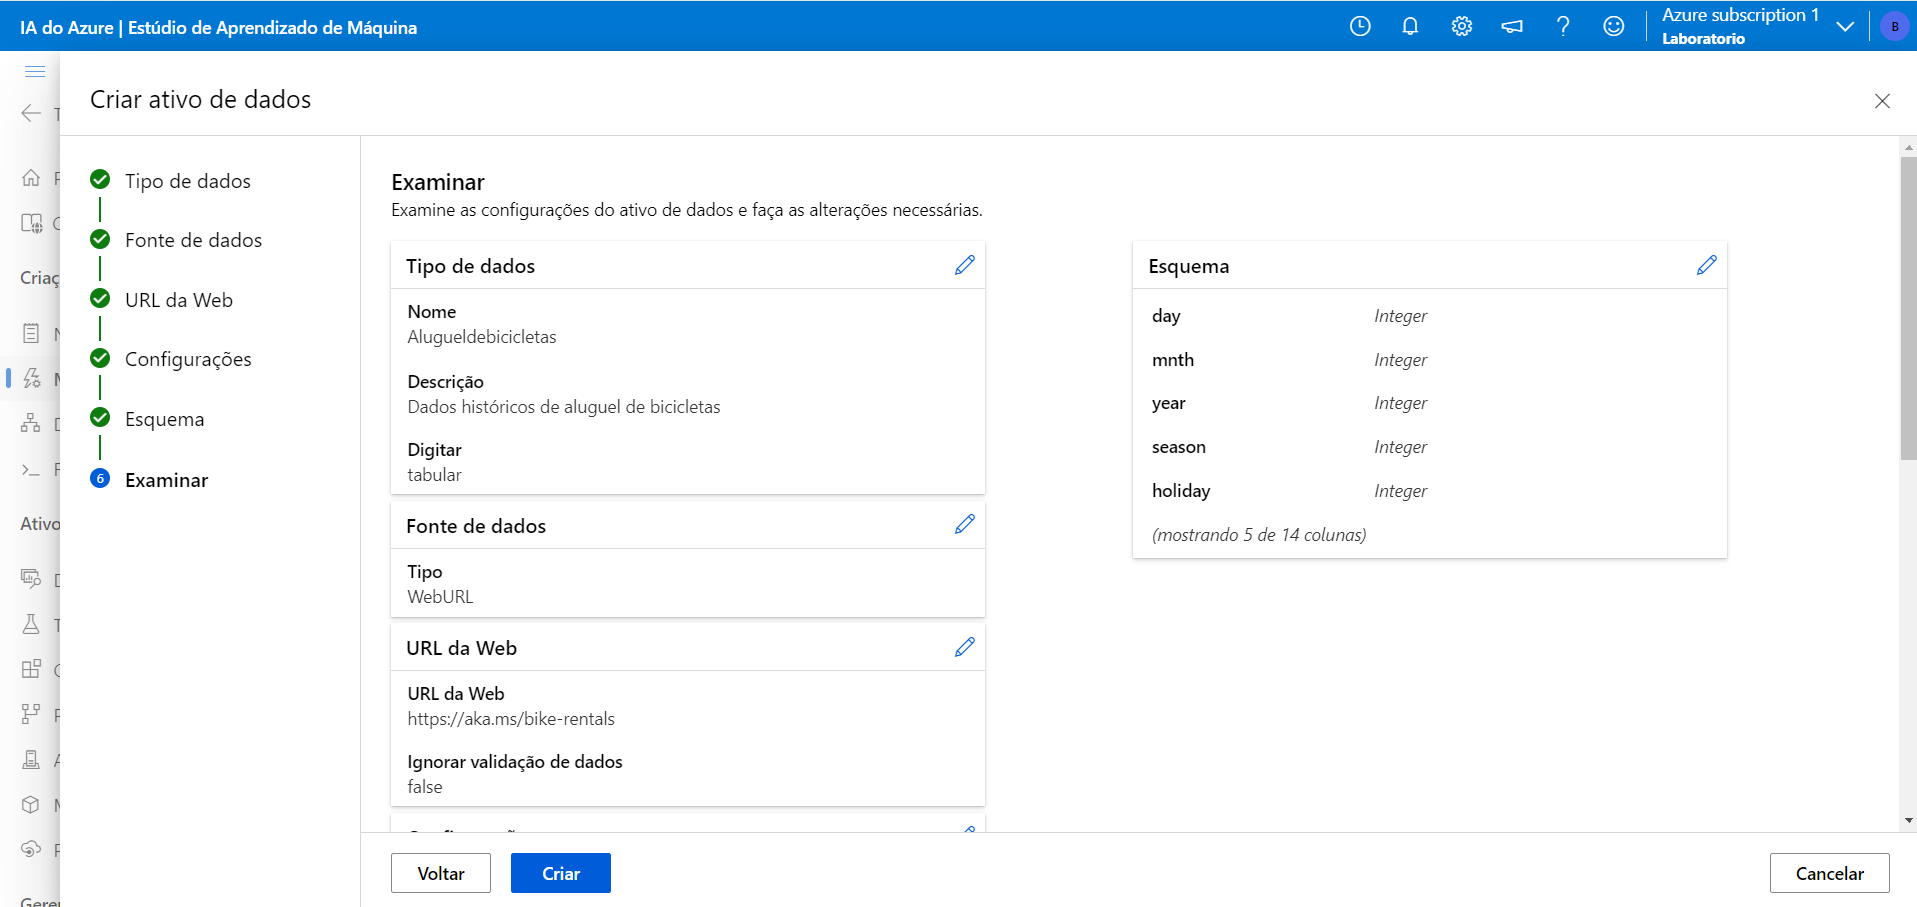 IA do Azure | Estúdio de Aprendizado de Máquina
Azure subscription 1
Laboratorio
B
Criar ativo de dados
Tipo de dados
Fonte de dados
URL da Web
Configurações
Esquema
6 Examinar
Examinar
Examine as configurações do ativo de dados e faça as alterações necessárias.
Tipo de dados
Nome
Alugueldebicicletas
Descrição
Dados históricos de aluguel de bicicletas
Digitar
tabular
Fonte de dados
Tipo
WebURL
URL da Web
URL da Web
https://aka.ms/bike-rentals
Ignorar validação de dados
false
Esquema
day Integer
mnth Integer
year Integer
season Integer
holiday Integer
(mostrando 5 de 14 colunas)
Voltar
Criar
Cancelar